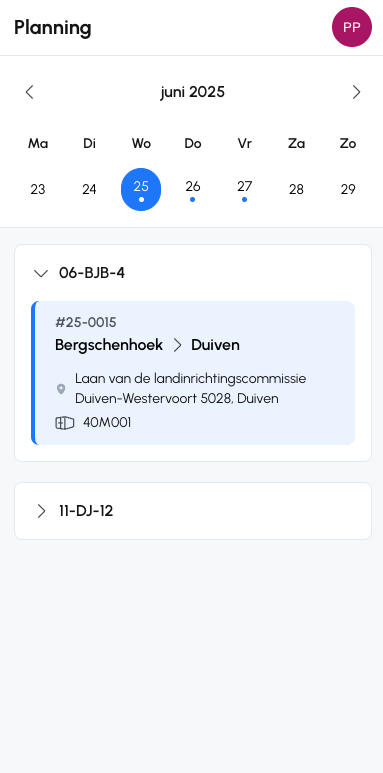 Planning
PP
juni 2025
Ma Di Wo Do Vr Za Zo
23 24 25 26 27 28 29
06-BJB-4
#25-0015
Bergschenhoek Duiven
Laan van de landinrichtingscommissie
Duiven-Westervoort 5028, Duiven
40M001
11-DJ-12